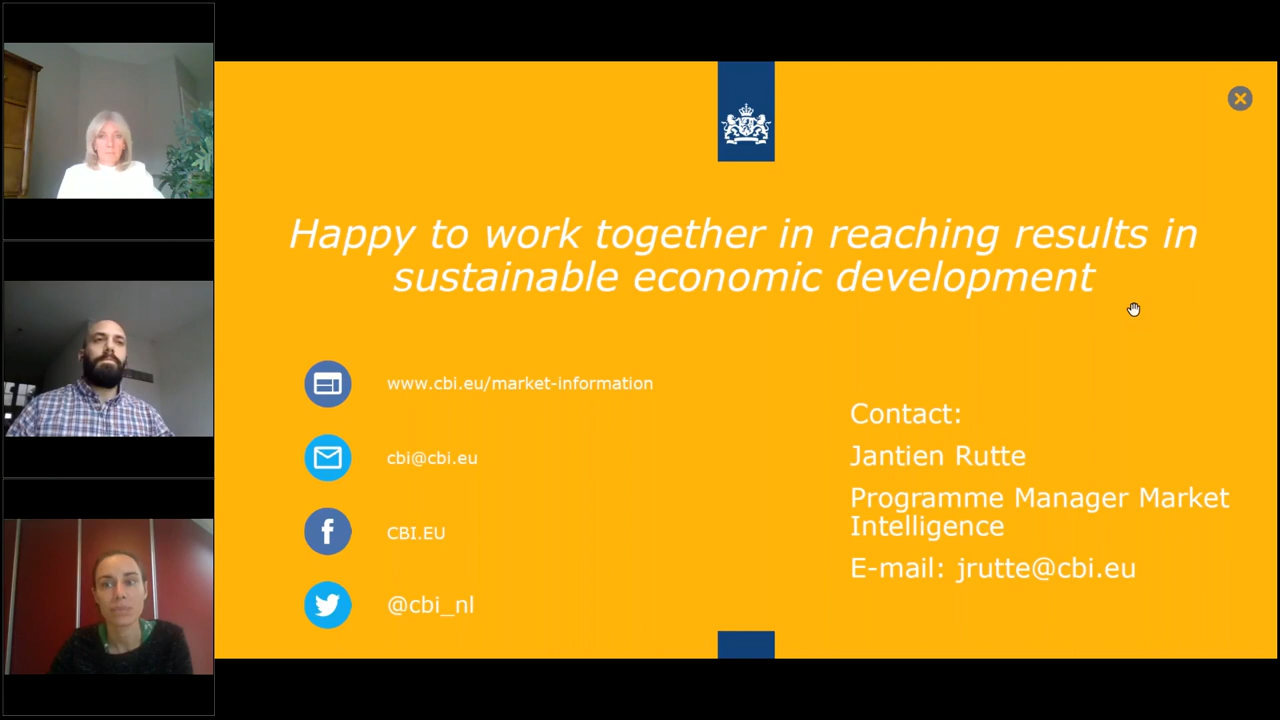 Happy to work together in reaching results in
sustainable economic development
www.cbi.eu/market-information
cbi@cbi.eu
CBI.EU
@cbi_nl
Contact:
Jantien Rutte
Programme Manager Market
Intelligence
E-mail: jrutte@cbi.eu